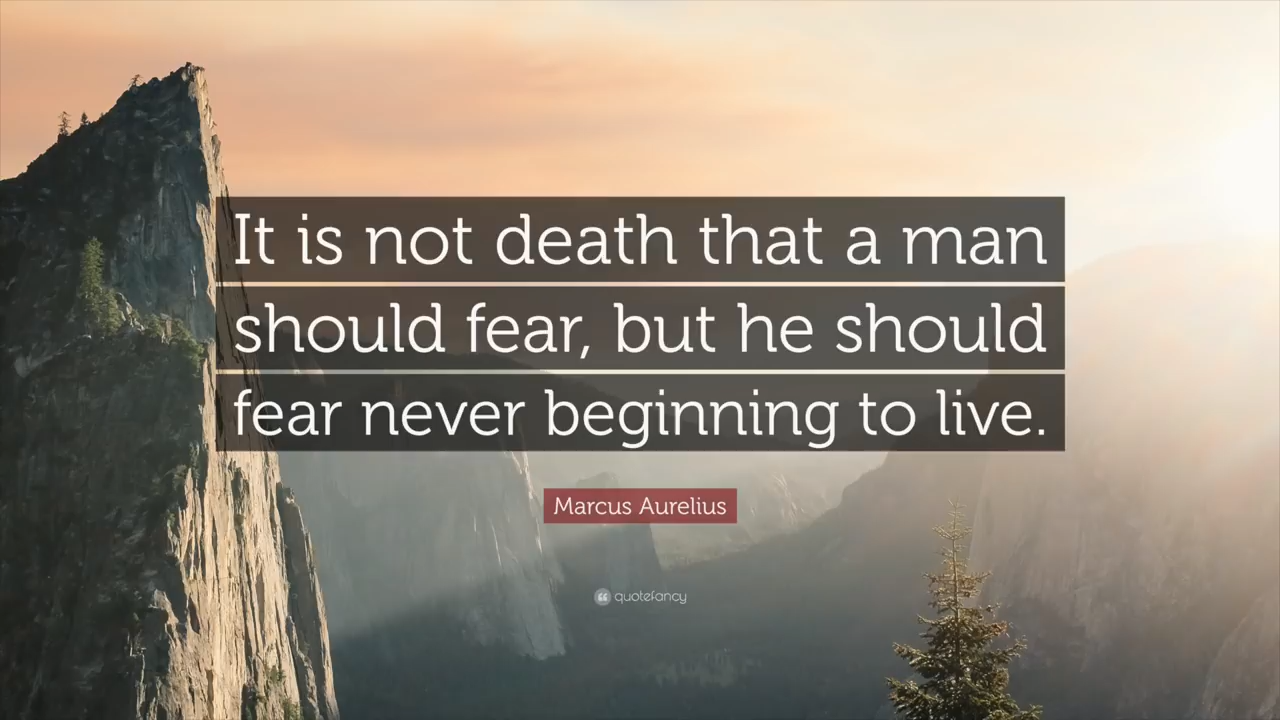 It is not death that a man
should fear, but he should
fear never beginning to live.
Marcus Aurelius
quotefancy